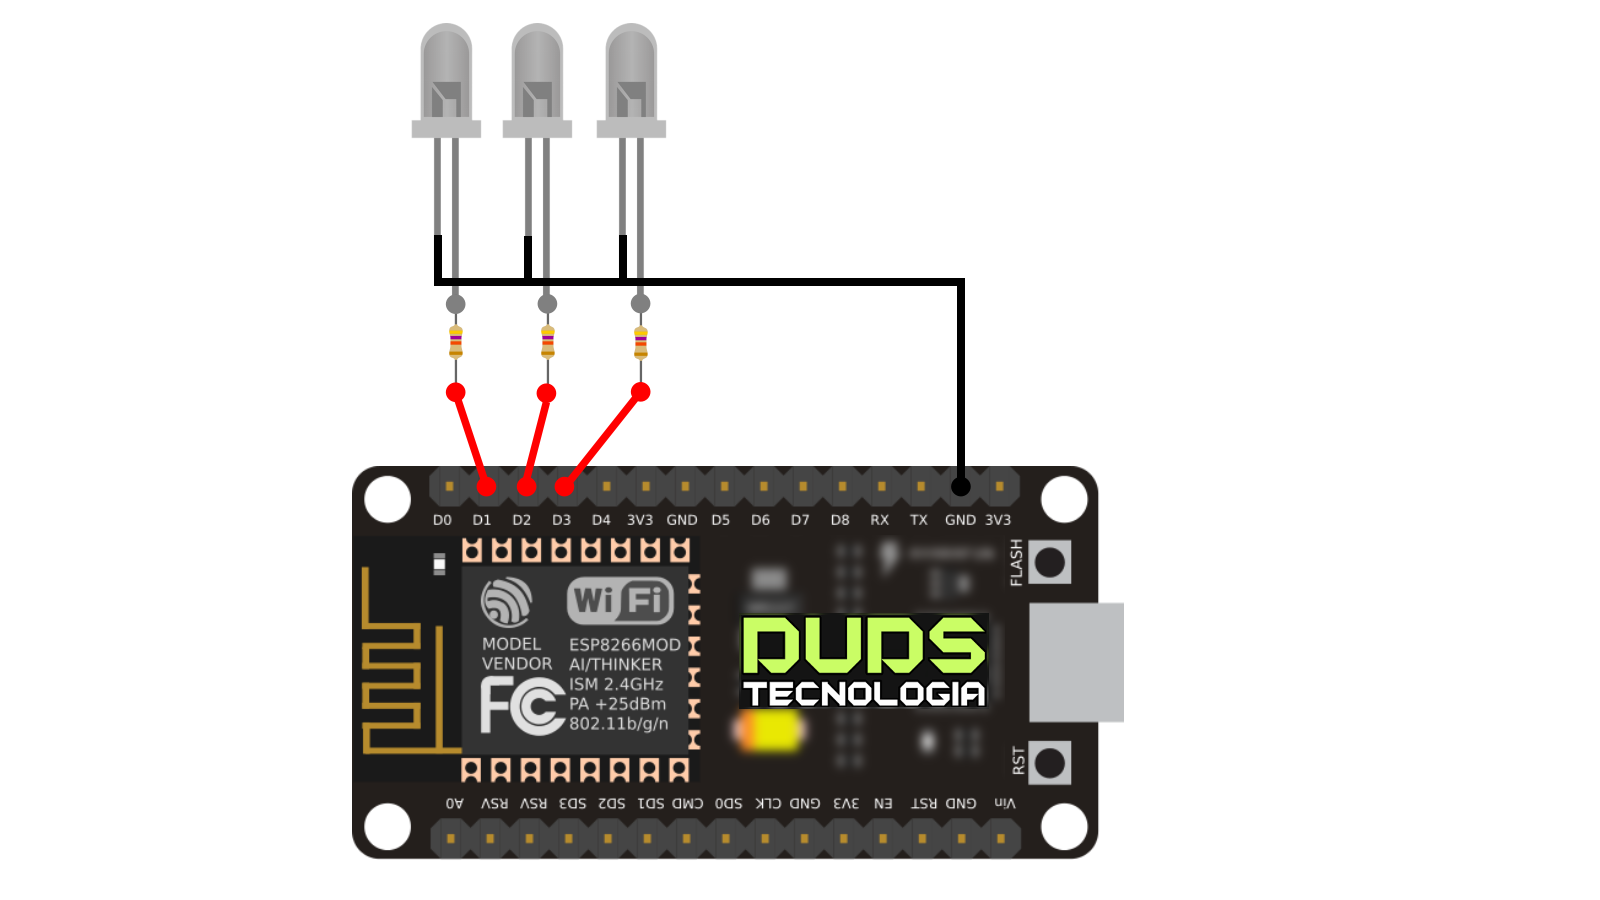 D0 D1 D2 D3 D4 3V3 GND D5 D6 D7 D8 RX TX GND 3V3
FLASH
WiFi
MODEL ESP8266MOD
VENDOR AI/THINKER
ISM 2.4GHz
FC PA +25dBm
802.11b/g/n
DUDS
TECNOLOGIA
RST
A0 RSV RSV SD3 SD2 SD1 CMD SD0 CLK GND 3V3 EN RST GND Vin